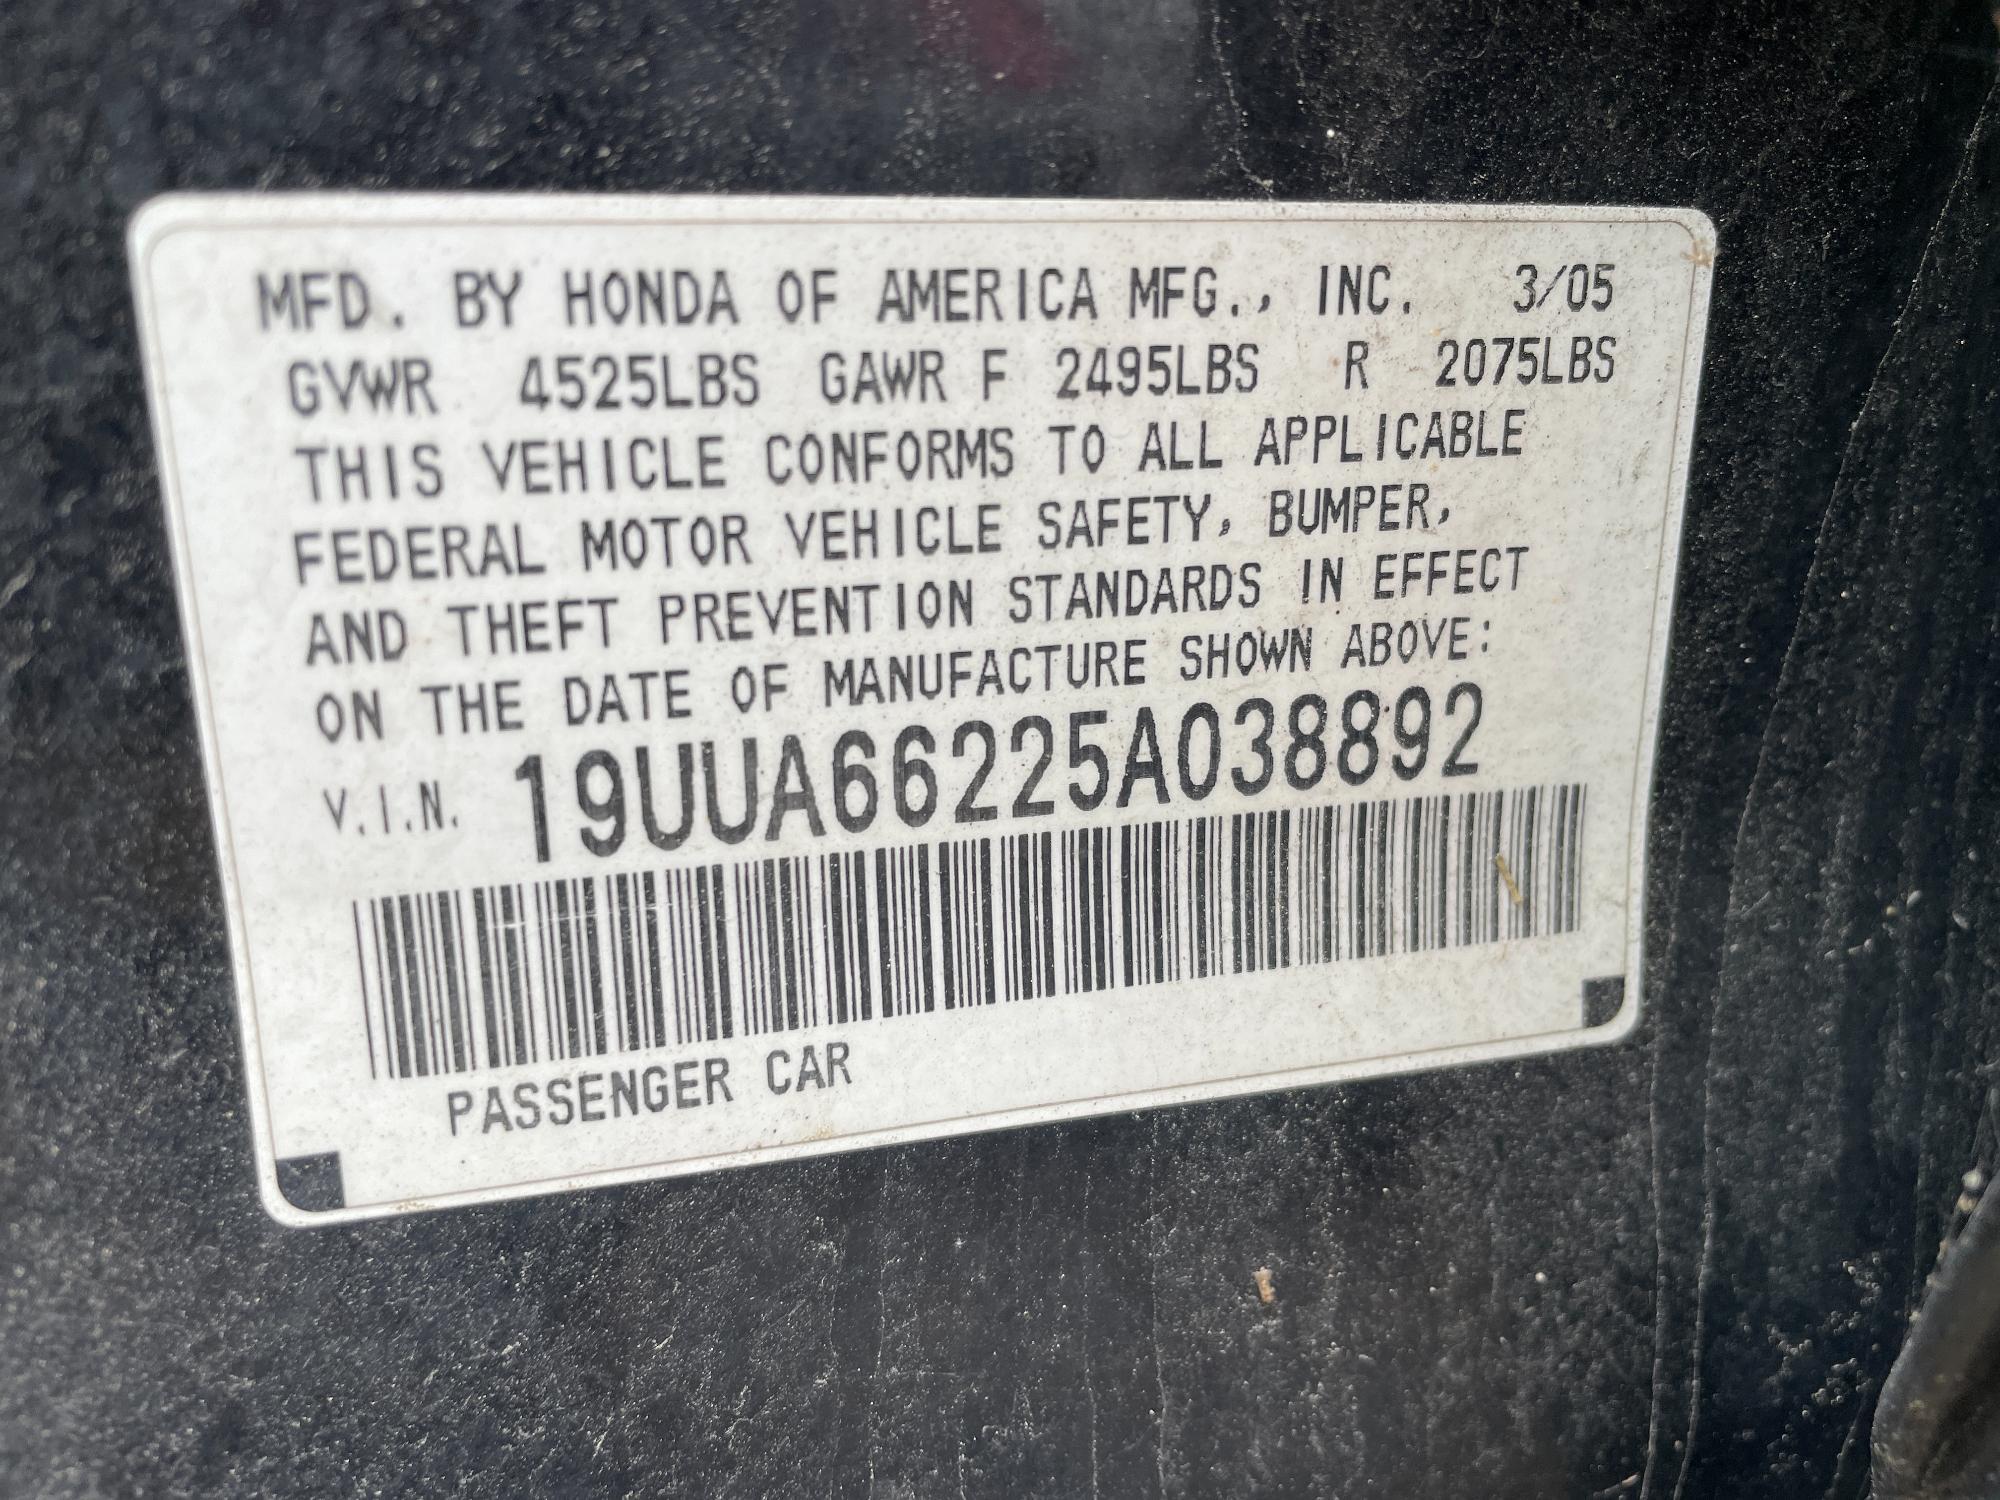 MFD. BY HONDA OF AMERICA MFG., INC. 3/05
GVWR 4525LBS GAWR F 2495LBS R 2075LBS
THIS VEHICLE CONFORMS TO ALL APPLICABLE
FEDERAL MOTOR VEHICLE SAFETY, BUMPER,
AND THEFT PREVENTION STANDARDS IN EFFECT
ON THE DATE OF MANUFACTURE SHOWN ABOVE:
V.I.N. 19UUA66225A038892
PASSENGER CAR